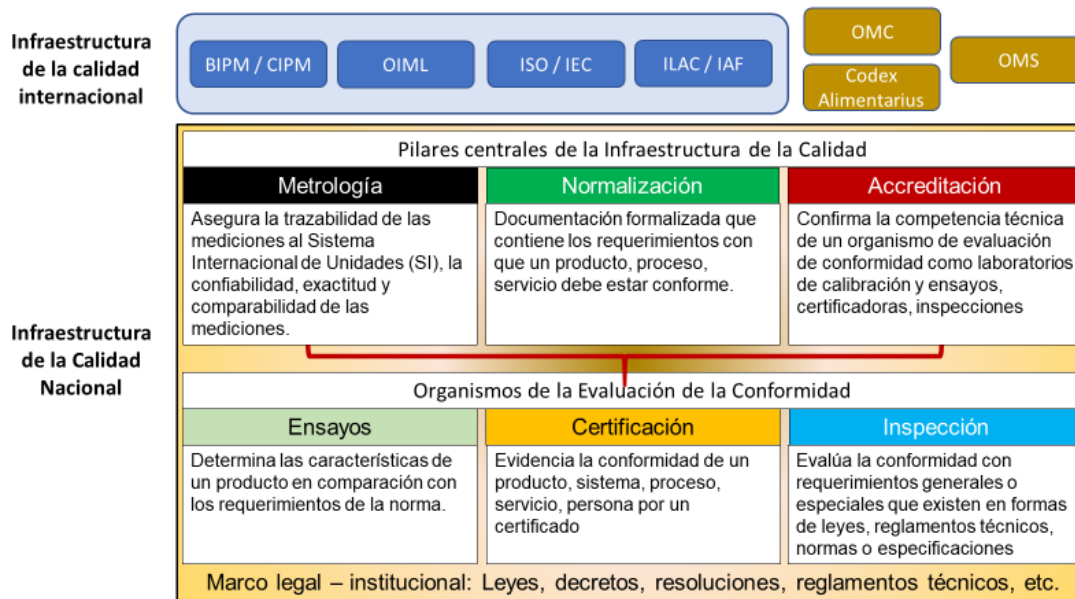 Infraestructura
de la calidad
internacional
BIPM / CIPM
OIML
ISO / IEC
ILAC / IAF
OMC
Codex
Alimentarius
OMS
Infraestructura
de la Calidad
Nacional
Pilares centrales de la Infraestructura de la Calidad
Metrología
Asegura la trazabilidad de las
mediciones al Sistema
Internacional de Unidades (SI), la
confiabilidad, exactitud y
comparabilidad de las
mediciones.
Normalización
Documentación formalizada que
contiene los requerimientos con
que un producto, proceso,
servicio debe estar conforme.
Accreditación
Confirma la competencia técnica
de un organismo de evaluación
de conformidad como laboratorios
de calibración y ensayos,
certificadoras, inspecciones
Organismos de la Evaluación de la Conformidad
Ensayos
Determina las características de
un producto en comparación con
los requerimientos de la norma.
Certificación
Evidencia la conformidad de un
producto, sistema, proceso,
servicio, persona por un
certificado
Inspección
Evalúa la conformidad con
requerimientos generales o
especiales que existen en formas
de leyes, reglamentos técnicos,
normas o especificaciones
Marco legal – institucional: Leyes, decretos, resoluciones, reglamentos técnicos, etc.